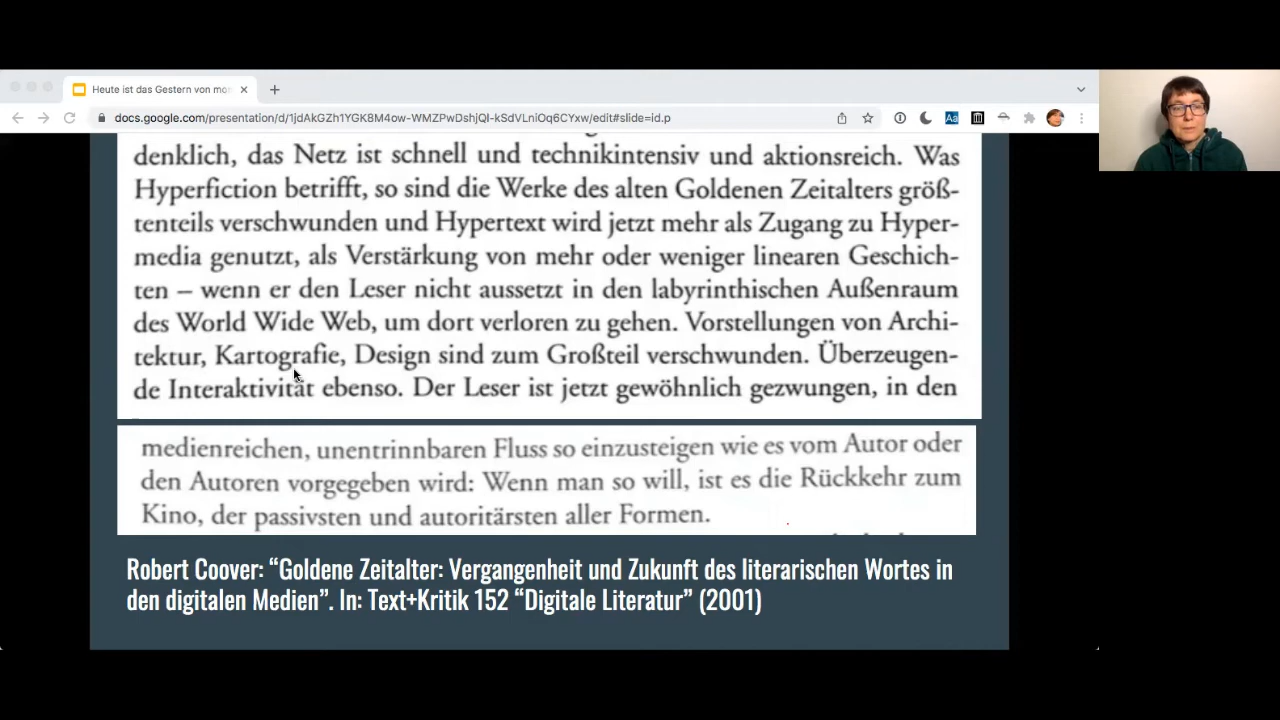 Heute ist das Gestern von mor
docs.google.com/presentation/d/1jdAkGZh1YGK8M4ow-WMZPwDshjQI-kSdVLniOq6CYxw/edit#slide=id.p
denklich, das Netz ist schnell und technikintensiv und aktionsreich. Was
Hyperfiction betrifft, so sind die Werke des alten Goldenen Zeitalters größ-
tenteils verschwunden und Hypertext wird jetzt mehr als Zugang zu Hyper-
media genutzt, als Verstärkung von mehr oder weniger linearen Geschich-
ten – wenn er den Leser nicht aussetzt in den labyrinthischen Außenraum
des World Wide Web, um dort verloren zu gehen. Vorstellungen von Archi-
tektur, Kartografie, Design sind zum Großteil verschwunden. Überzeugen-
de Interaktivität ebenso. Der Leser ist jetzt gewöhnlich gezwungen, in den
medienreichen, unentrinnbaren Fluss so einzusteigen wie es vom Autor oder
den Autoren vorgegeben wird: Wenn man so will, ist es die Rückkehr zum
Kino, der passivsten und autoritärsten aller Formen.
Robert Coover: “Goldene Zeitalter: Vergangenheit und Zukunft des literarischen Wortes in
den digitalen Medien”. In: Text+Kritik 152 “Digitale Literatur” (2001)